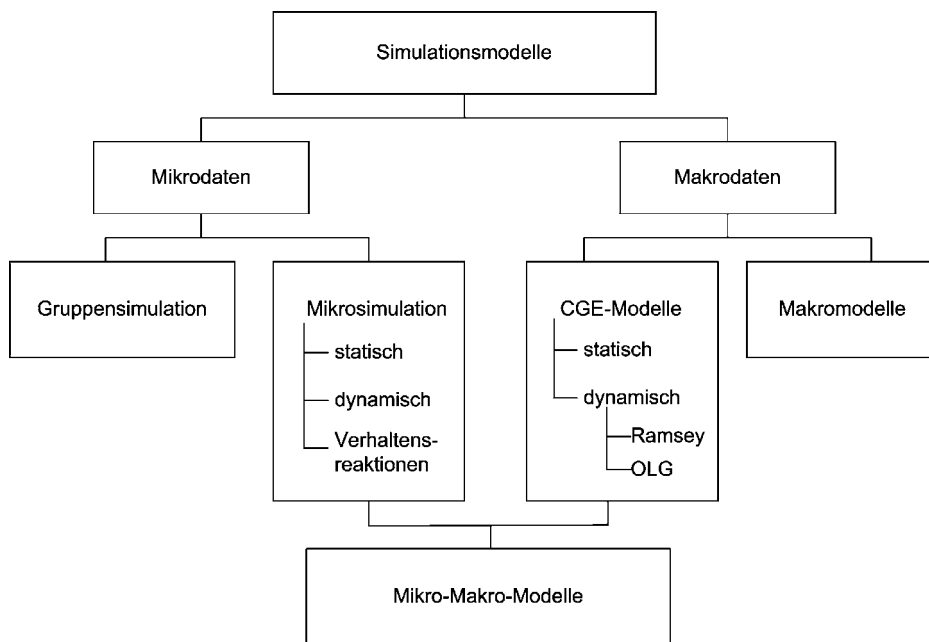 Simulationsmodelle
Mikrodaten
Makrodaten
Gruppensimulation
Mikrosimulation
statisch
dynamisch
Verhaltens-
reaktionen
CGE-Modelle
statisch
dynamisch
Ramsey
OLG
Makromodelle
Mikro-Makro-Modelle